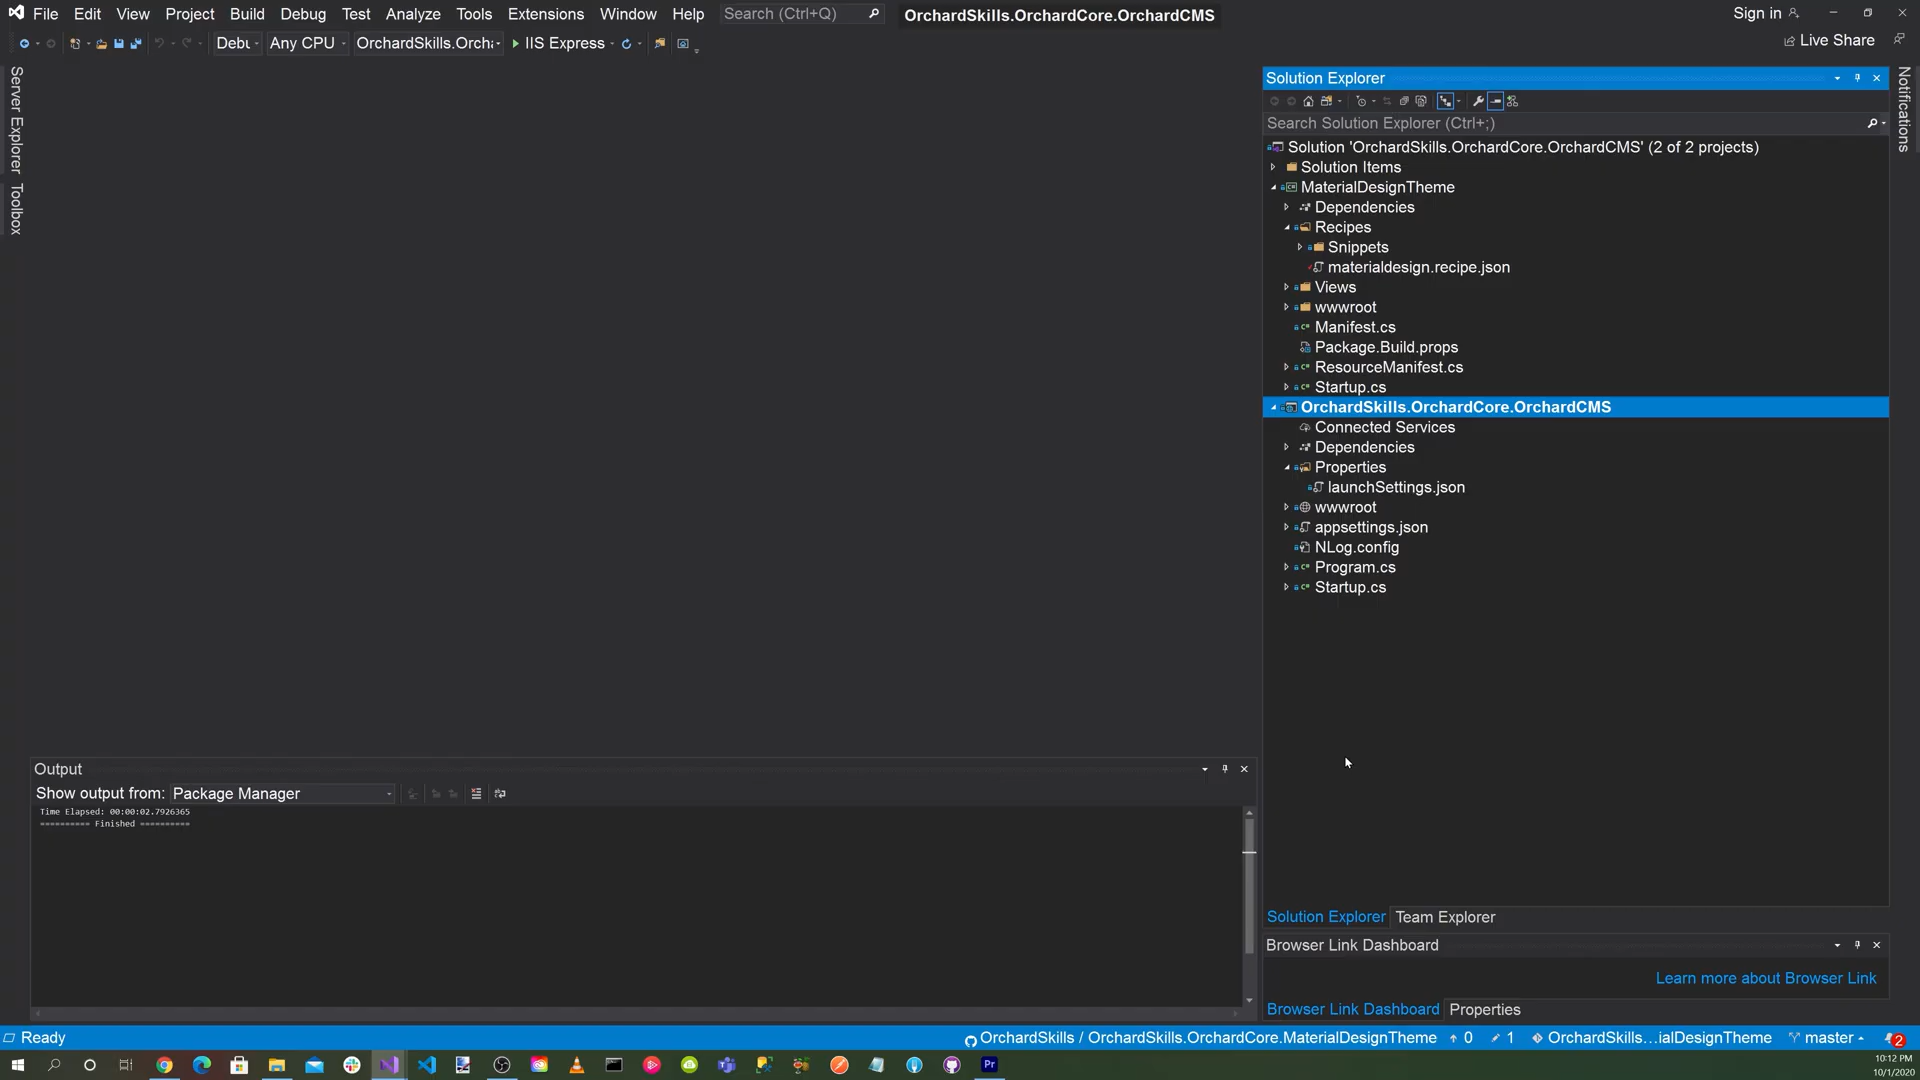 File Edit View Project Build Debug Test Analyze Tools Extensions Window Help Search (Ctrl+Q) OrchardSkills.OrchardCore.OrchardCMS Sign in
Debu Any CPU OrchardSkills.Orcha IIS Express Live Share
Server Explorer
Toolbox
Notifications
Solution Explorer
Search Solution Explorer (Ctrl+;)
Solution 'OrchardSkills.OrchardCore.OrchardCMS' (2 of 2 projects)
Solution Items
MaterialDesignTheme
Dependencies
Recipes
Snippets
materialdesign.recipe.json
Views
wwwroot
Manifest.cs
Package.Build.props
ResourceManifest.cs
Startup.cs
OrchardSkills.OrchardCore.OrchardCMS
Connected Services
Dependencies
Properties
launchSettings.json
wwwroot
appsettings.json
NLog.config
Program.cs
Startup.cs
Output
Show output from: Package Manager
Time Elapsed: 00:00:02.7926365
========== Finished ==========
Solution Explorer Team Explorer
Browser Link Dashboard
Learn more about Browser Link
Browser Link Dashboard Properties
Ready OrchardSkills / OrchardSkills.OrchardCore.MaterialDesignTheme 0 1 OrchardSkills...ialDesignTheme master 2
Pr
10:12 PM
10/1/2020